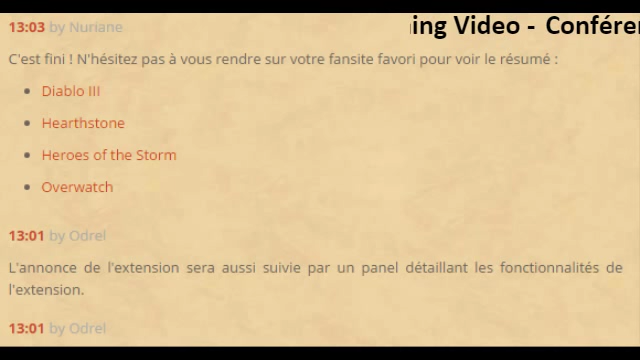 ing Video - Conférer
13:03 by Nuriane
C'est fini ! N'hésitez pas à vous rendre sur votre fansite favori pour voir le résumé :
Diablo III
Hearthstone
Heroes of the Storm
Overwatch
13:01 by Odrel
L'annonce de l'extension sera aussi suivie par un panel détaillant les fonctionnalités de
l'extension.
13:01 by Odrel